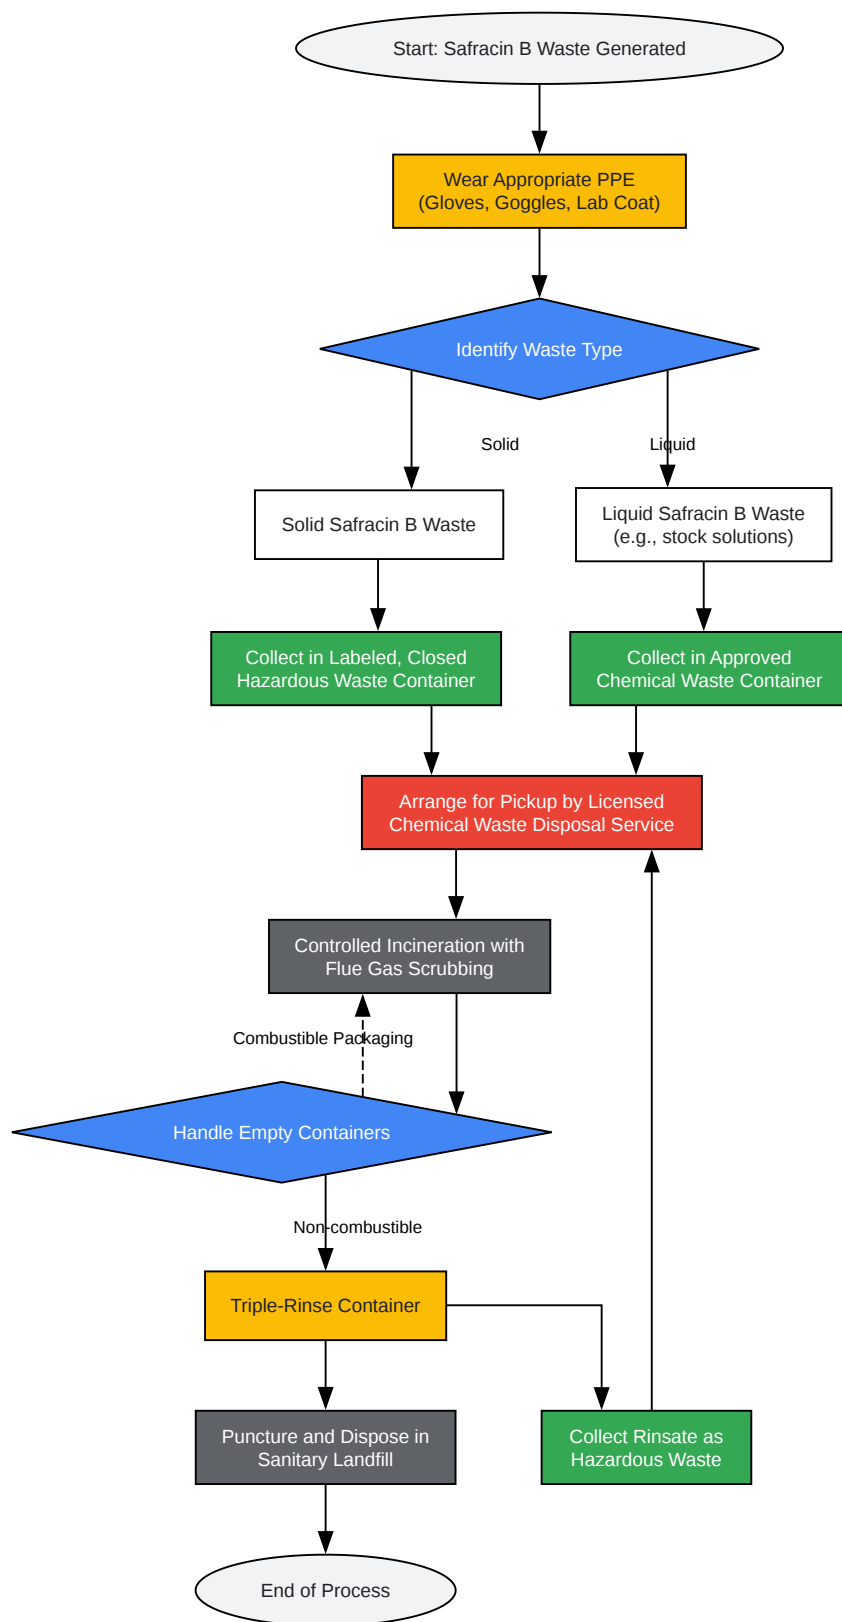 Start: Safracin B Waste Generated
Wear Appropriate PPE
(Gloves, Goggles, Lab Coat)
Identify Waste Type
Solid
Liquid
Solid Safracin B Waste
Liquid Safracin B Waste
(e.g., stock solutions)
Collect in Labeled, Closed
Hazardous Waste Container
Collect in Approved
Chemical Waste Container
Arrange for Pickup by Licensed
Chemical Waste Disposal Service
Controlled Incineration with
Flue Gas Scrubbing
Combustible Packaging
Handle Empty Containers
Non-combustible
Triple-Rinse Container
Puncture and Dispose in
Sanitary Landfill
Collect Rinsate as
Hazardous Waste
End of Process